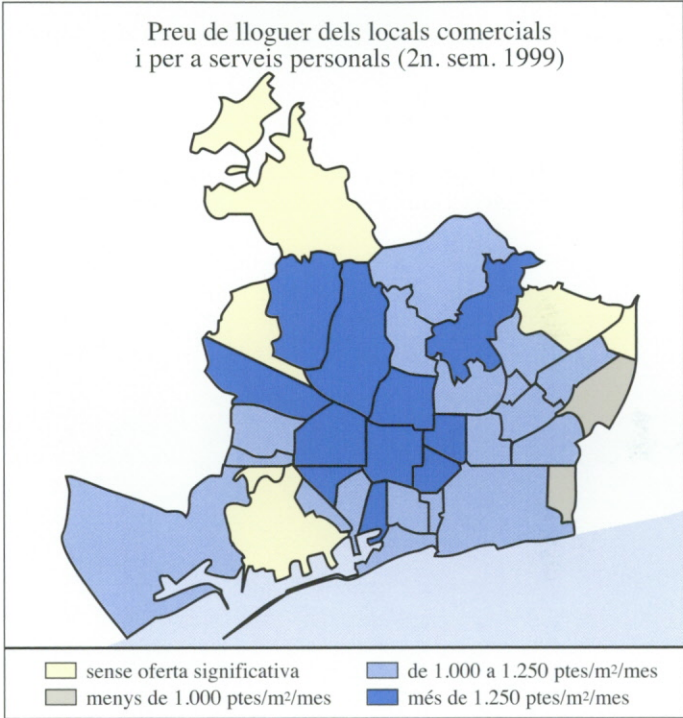 Preu de lloguer dels locals comercials
i per a serveis personals (2n. sem. 1999)
sense oferta significativa
menys de 1.000 ptes/m²/mes
de 1.000 a 1.250 ptes/m²/mes
més de 1.250 ptes/m²/mes